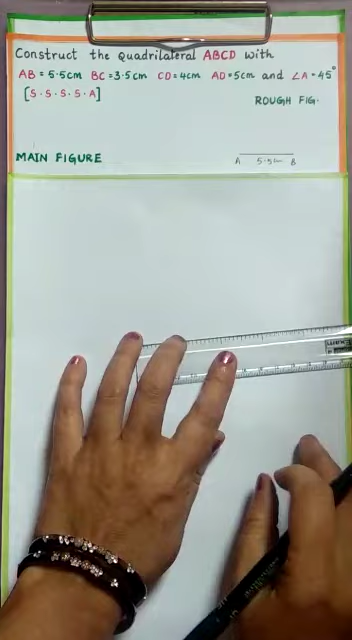 Construct the Quadrilateral ABCD with
AB = 5.5cm BC = 3.5cm CD = 4cm AD = 5cm and ∠A = 45°
[S.S.S.S.A]
ROUGH FIG.
MAIN FIGURE
A 5.5cm B